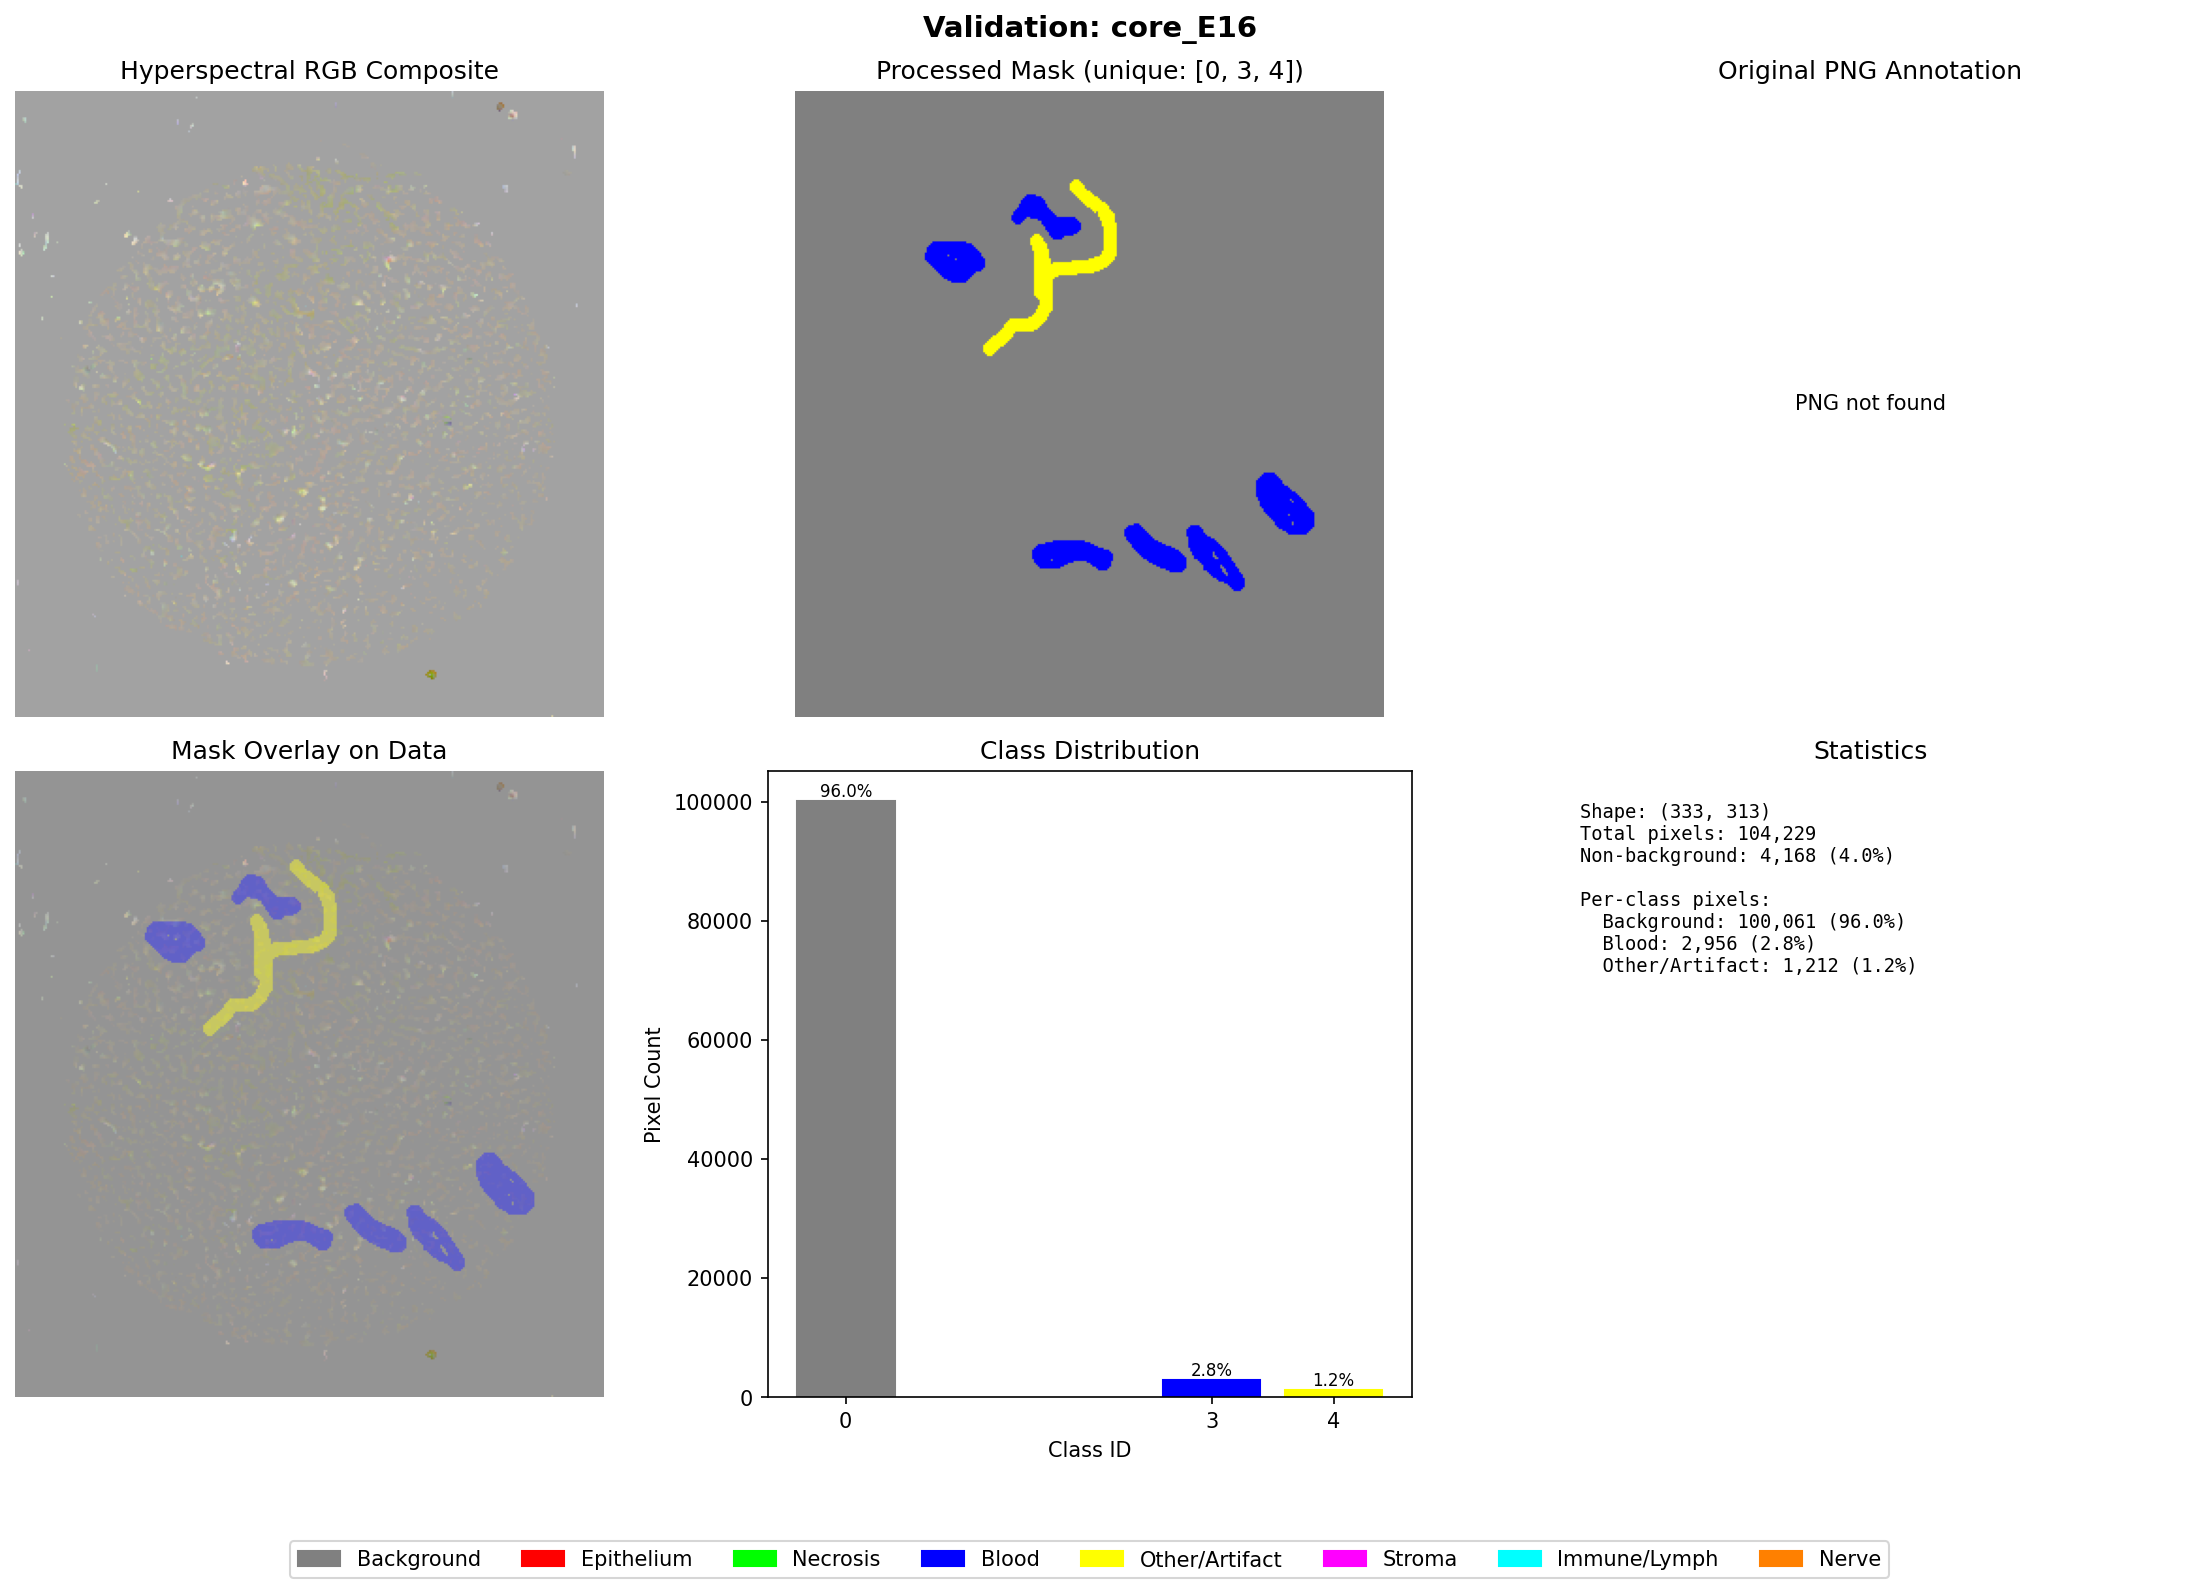 Validation: core_E16
Hyperspectral RGB Composite
Processed Mask (unique: [0, 3, 4])
Original PNG Annotation
PNG not found
Mask Overlay on Data
Class Distribution
Statistics
Pixel Count
100000
80000
60000
40000
20000
0
96.0%
2.8%
1.2%
0
3
4
Class ID
Shape: (333, 313)
Total pixels: 104,229
Non-background: 4,168 (4.0%)
Per-class pixels:
Background: 100,061 (96.0%)
Blood: 2,956 (2.8%)
Other/Artifact: 1,212 (1.2%)
Background
Epithelium
Necrosis
Blood
Other/Artifact
Stroma
Immune/Lymph
Nerve